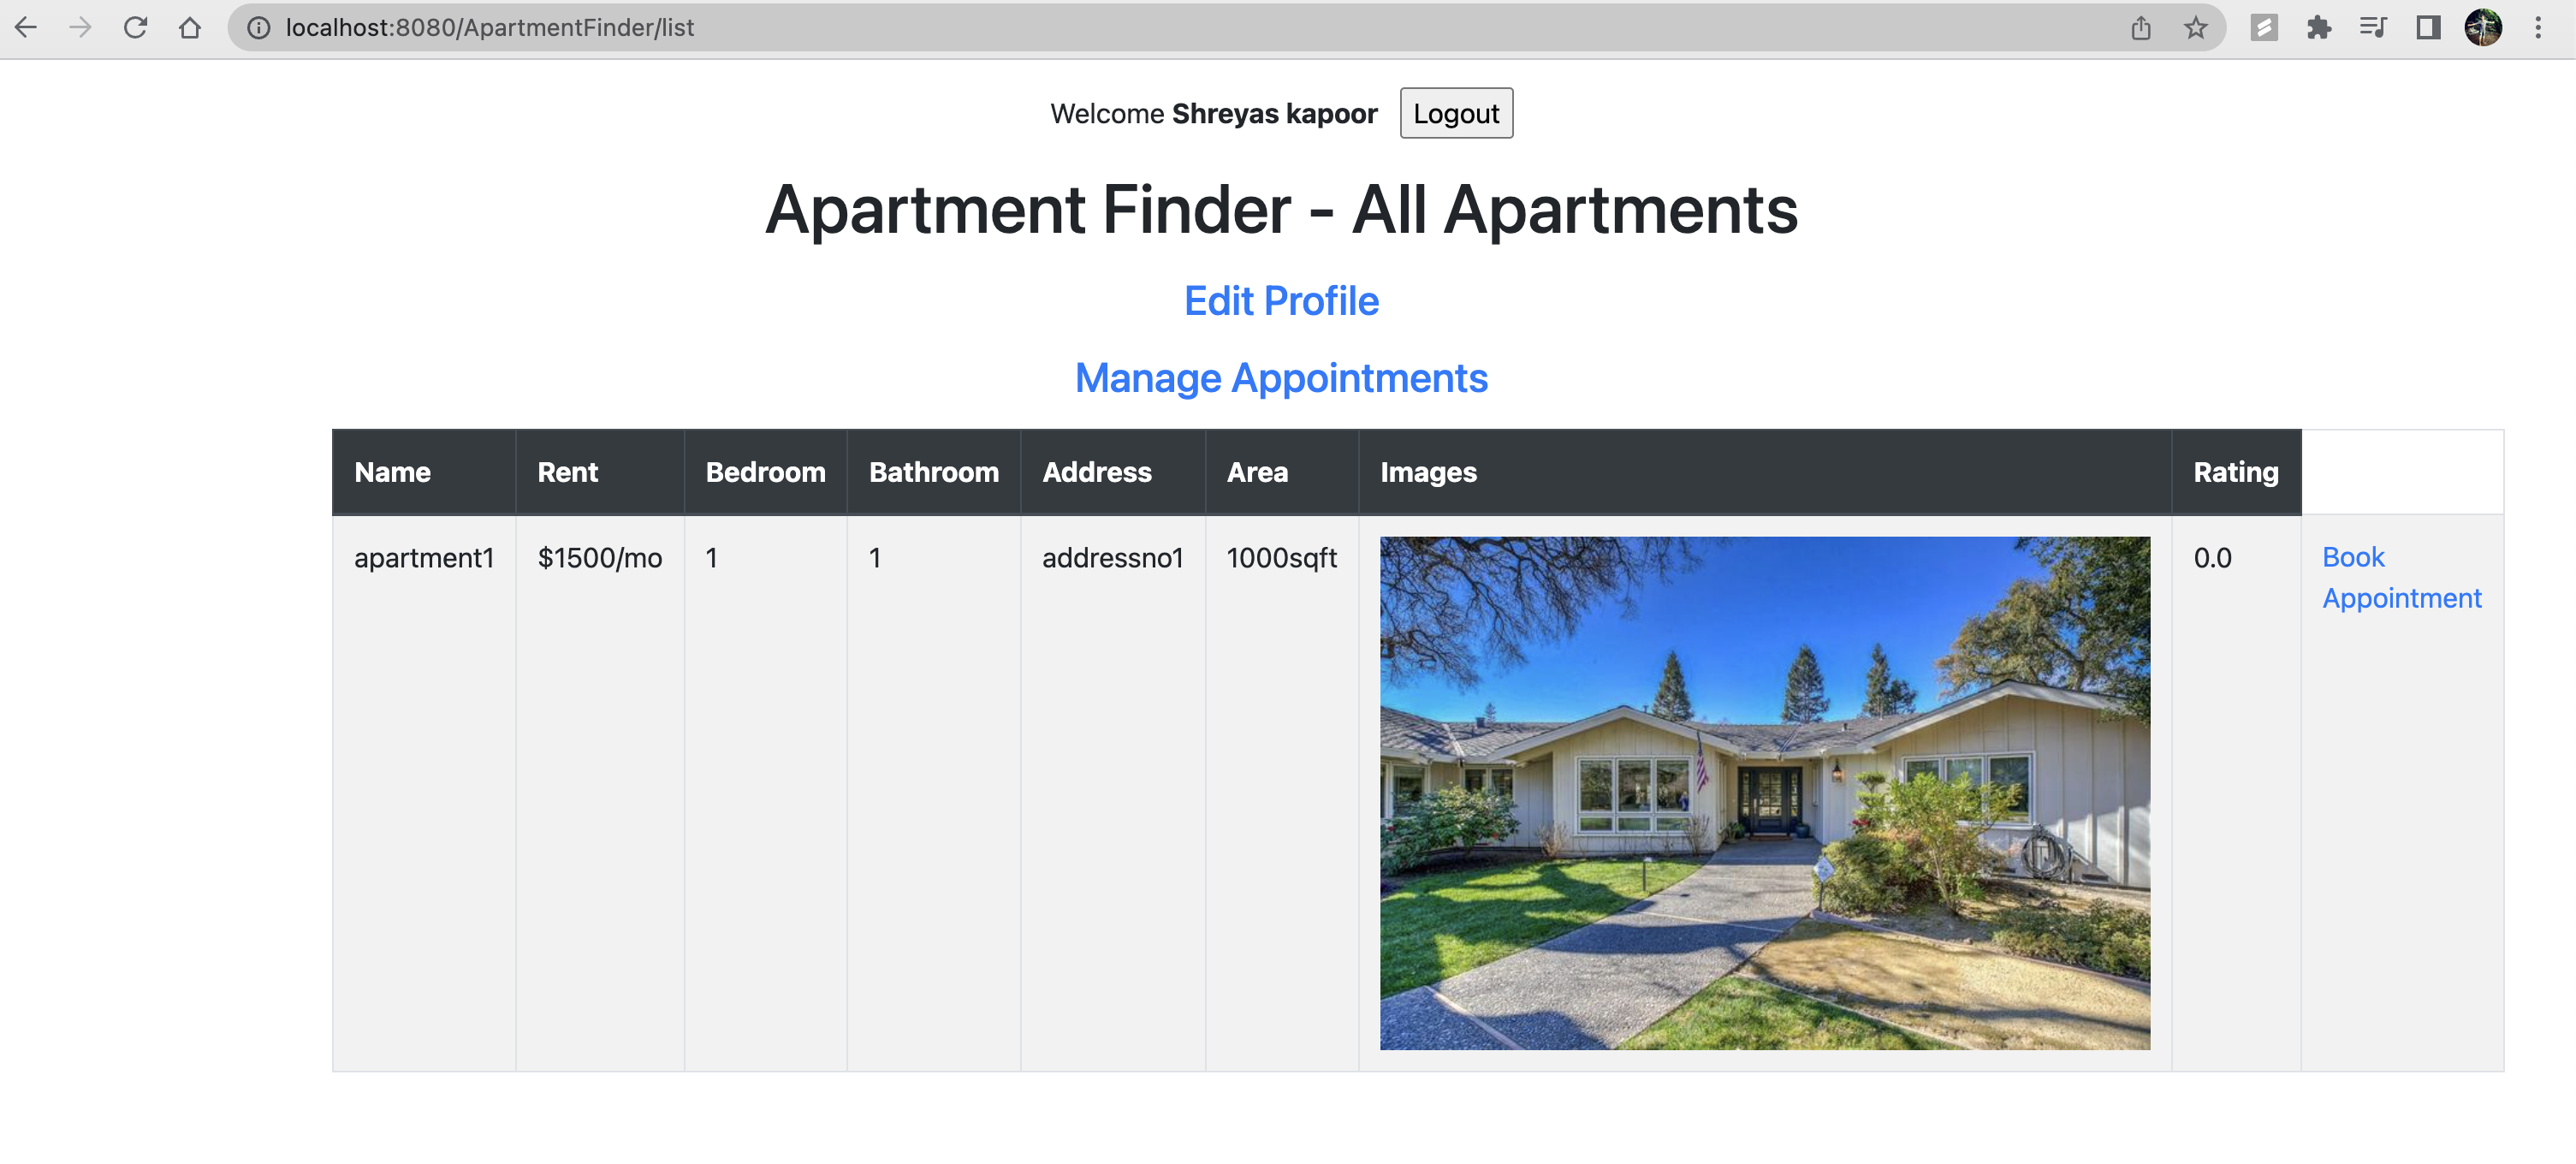 localhost:8080/ApartmentFinder/list
Welcome Shreyas kapoor Logout
Apartment Finder - All Apartments
Edit Profile
Manage Appointments
Name Rent Bedroom Bathroom Address Area Images Rating
apartment1 $1500/mo 1 1 addressno1 1000sqft 0.0 Book
Appointment